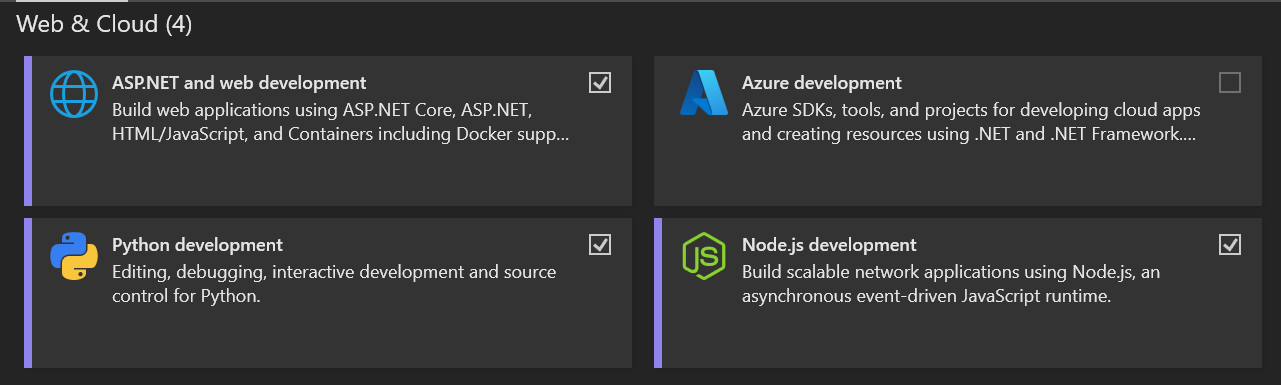 Web & Cloud (4)
ASP.NET and web development
Build web applications using ASP.NET Core, ASP.NET,
HTML/JavaScript, and Containers including Docker supp...
Azure development
Azure SDKs, tools, and projects for developing cloud apps
and creating resources using .NET and .NET Framework....
Python development
Editing, debugging, interactive development and source
control for Python.
JS
Node.js development
Build scalable network applications using Node.js, an
asynchronous event-driven JavaScript runtime.